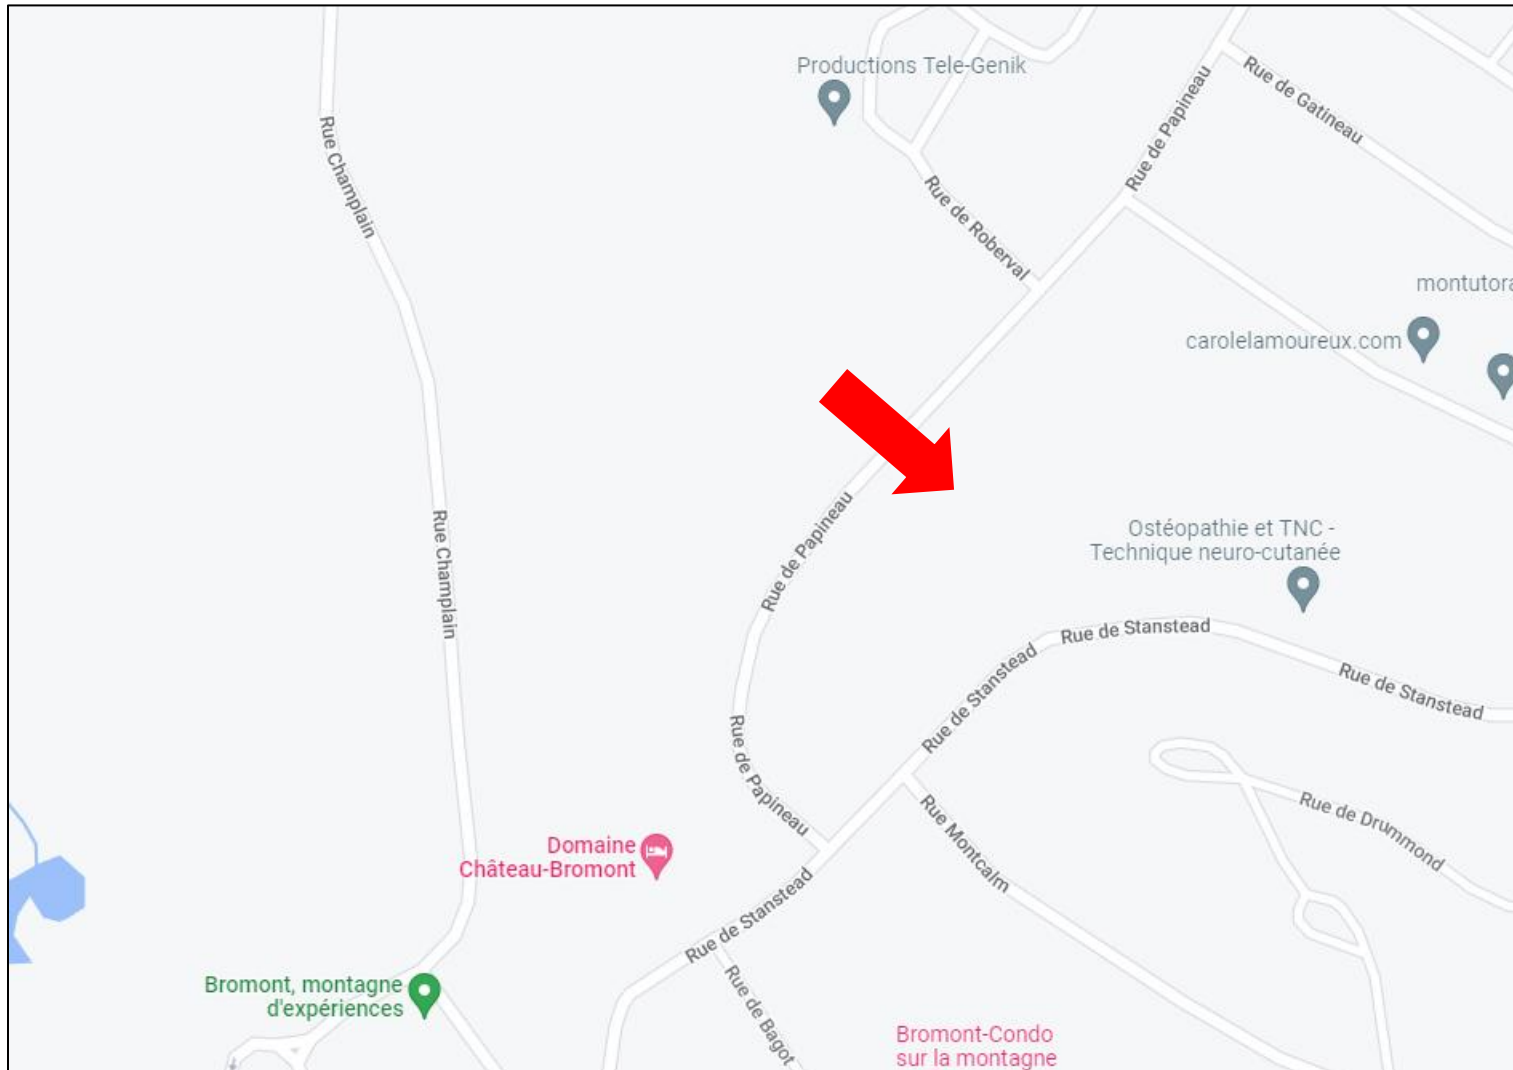 Productions Tele-Genik
Rue de Gatineau
Rue de Papineau
Rue Champlain
Rue de Roberval
montutora
carolelamoureux.com
Rue de Papineau
Rue Champlain
Ostéopathie et TNC -
Technique neuro-cutanée
Rue de Stanstead
Rue de Stanstead
Rue de Stanstead
Rue de Papineau
Rue de Drummond
Rue Montcalm
Domaine
Château-Bromont
Rue de Stanstead
Rue de Bagot
Bromont, montagne
d'expériences
Bromont-Condo
sur la montagne